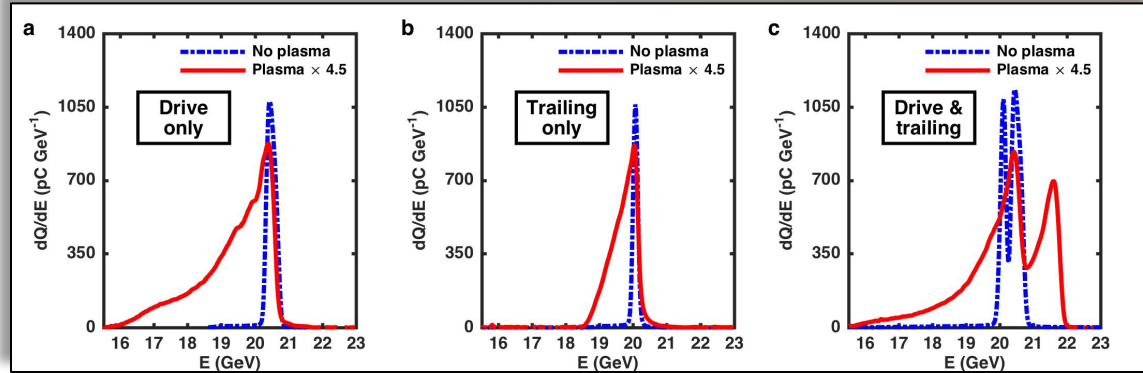 a
1400
1050
700
350
0
dQ/dE (pC GeV⁻¹)
No plasma
Plasma × 4.5
Drive
only
16 17 18 19 20 21 22 23
E (GeV)
b
1400
1050
700
350
0
dQ/dE (pC GeV⁻¹)
No plasma
Plasma × 4.5
Trailing
only
16 17 18 19 20 21 22 23
E (GeV)
c
1400
1050
700
350
0
dQ/dE (pC GeV⁻¹)
No plasma
Plasma × 4.5
Drive &
trailing
16 17 18 19 20 21 22 23
E (GeV)